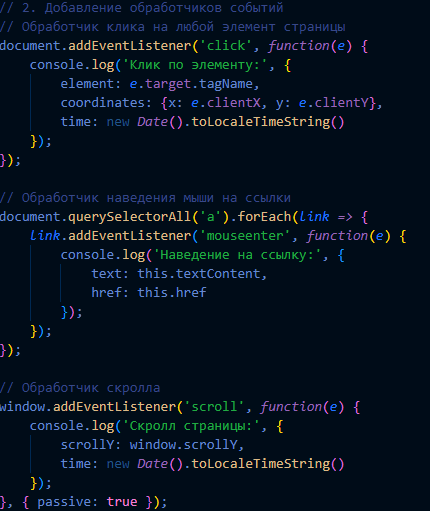 // 2. Добавление обработчиков событий
// Обработчик клика на любой элемент страницы
document.addEventListener('click', function(e) {
    console.log('Клик по элементу:', {
        element: e.target.tagName,
        coordinates: {x: e.clientX, y: e.clientY},
        time: new Date().toLocaleTimeString()
    });
});

// Обработчик наведения мыши на ссылки
document.querySelectorAll('a').forEach(link => {
    link.addEventListener('mouseenter', function(e) {
        console.log('Наведение на ссылку:', {
            text: this.textContent,
            href: this.href
        });
    });
});

// Обработчик скролла
window.addEventListener('scroll', function(e) {
    console.log('Скролл страницы:', {
        scrollY: window.scrollY,
        time: new Date().toLocaleTimeString()
    });
}, { passive: true });